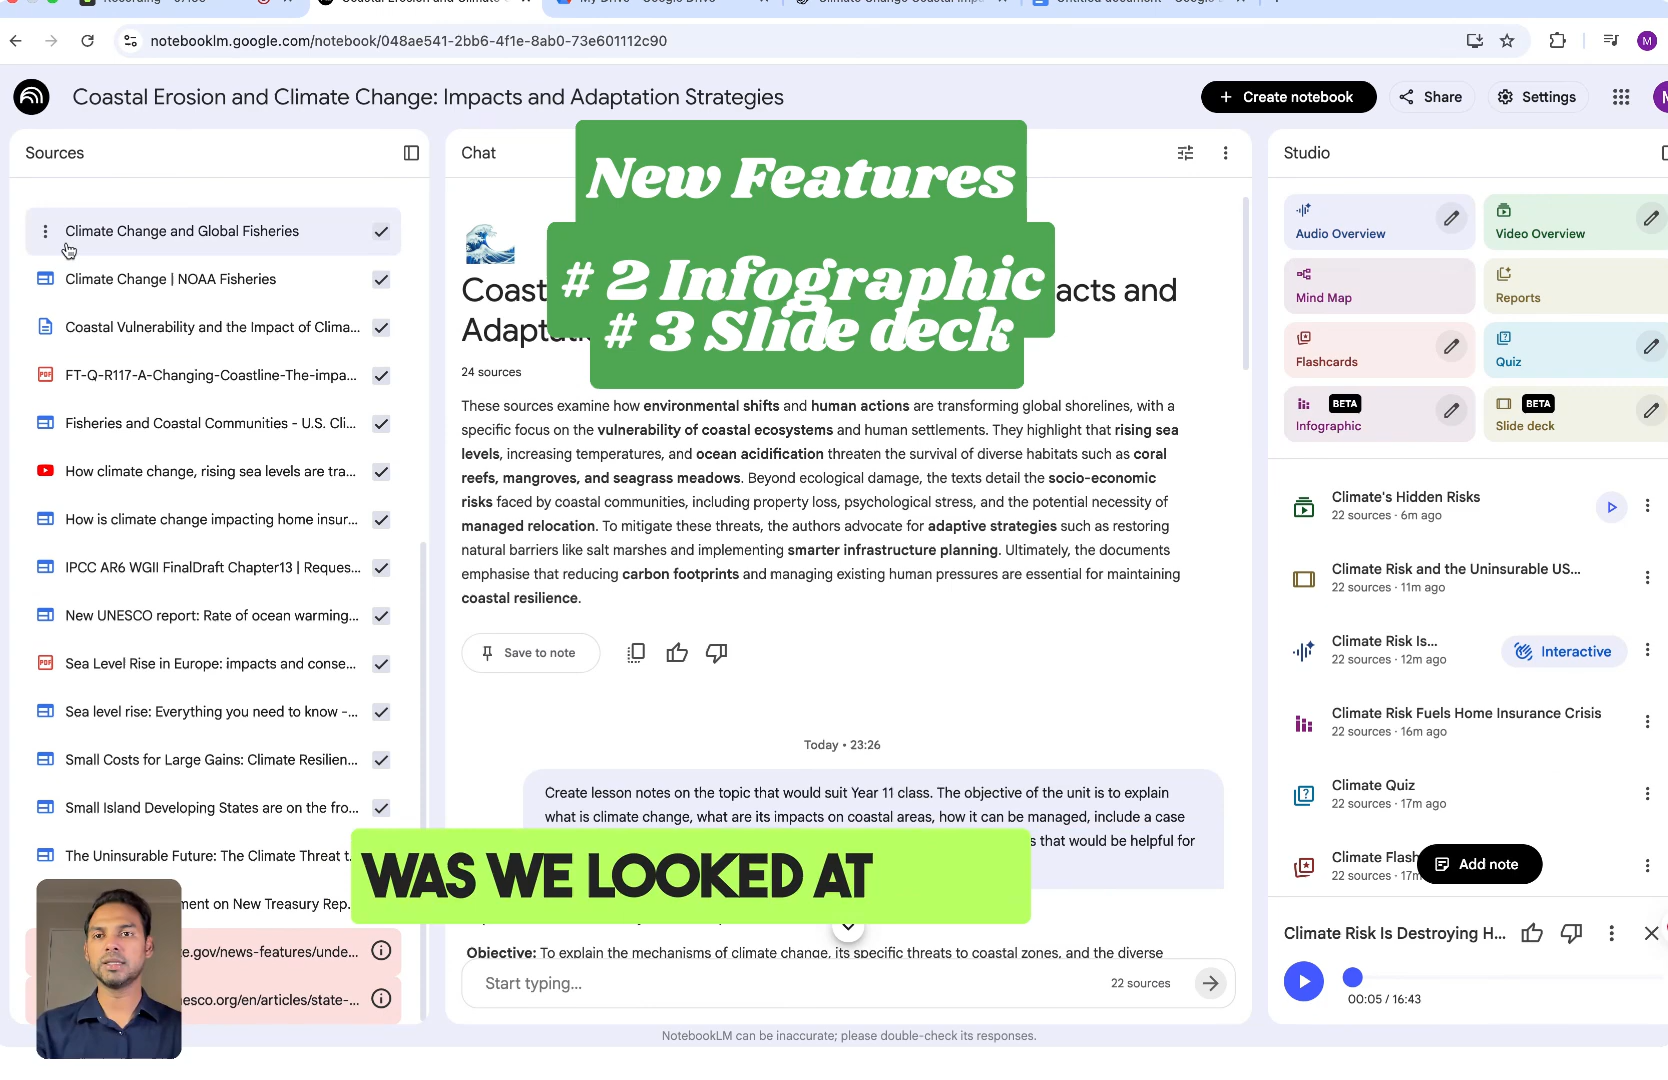 notebooklm.google.com/notebook/048ae541-2bb6-4f1e-8ab0-73e601112c90
M
Coastal Erosion and Climate Change: Impacts and Adaptation Strategies
+ Create notebook
Share
Settings
Sources
Climate Change and Global Fisheries
Climate Change | NOAA Fisheries
Coastal Vulnerability and the Impact of Clima...
PDF FT-Q-R117-A-Changing-Coastline-The-impa...
Fisheries and Coastal Communities - U.S. Cli...
How climate change, rising sea levels are tra...
How is climate change impacting home insur...
IPCC AR6 WGII FinalDraft Chapter13 | Reques...
New UNESCO report: Rate of ocean warming...
PDF Sea Level Rise in Europe: impacts and conse...
Sea level rise: Everything you need to know -...
Small Costs for Large Gains: Climate Resilien...
Small Island Developing States are on the fro...
The Uninsurable Future: The Climate Threat t...
ment on New Treasury Rep...
e.gov/news-features/unde...
esco.org/en/articles/state-...
Chat
New Features
# 2 Infographic
# 3 Slide deck
Coast
acts and
Adapt
24 sources
These sources examine how environmental shifts and human actions are transforming global shorelines, with a
specific focus on the vulnerability of coastal ecosystems and human settlements. They highlight that rising sea
levels, increasing temperatures, and ocean acidification threaten the survival of diverse habitats such as coral
reefs, mangroves, and seagrass meadows. Beyond ecological damage, the texts detail the socio-economic
risks faced by coastal communities, including property loss, psychological stress, and the potential necessity of
managed relocation. To mitigate these threats, the authors advocate for adaptive strategies such as restoring
natural barriers like salt marshes and implementing smarter infrastructure planning. Ultimately, the documents
emphasise that reducing carbon footprints and managing existing human pressures are essential for maintaining
coastal resilience.
Save to note
Today • 23:26
Create lesson notes on the topic that would suit Year 11 class. The objective of the unit is to explain
what is climate change, what are its impacts on coastal areas, how it can be managed, include a case
s that would be helpful for
WAS WE LOOKED AT
Objective: To explain the mechanisms of climate change, its specific threats to coastal zones, and the diverse
Start typing...
22 sources
NotebookLM can be inaccurate; please double-check its responses.
Studio
Audio Overview
Video Overview
Mind Map
Reports
Flashcards
Quiz
BETA
Infographic
BETA
Slide deck
Climate's Hidden Risks
22 sources · 6m ago
Climate Risk and the Uninsurable US...
22 sources · 11m ago
Climate Risk Is...
22 sources · 12m ago
Interactive
Climate Risk Fuels Home Insurance Crisis
22 sources · 16m ago
Climate Quiz
22 sources · 17m ago
Climate Flash
22 sources · 17m
Add note
Climate Risk Is Destroying H...
00:05 / 16:43